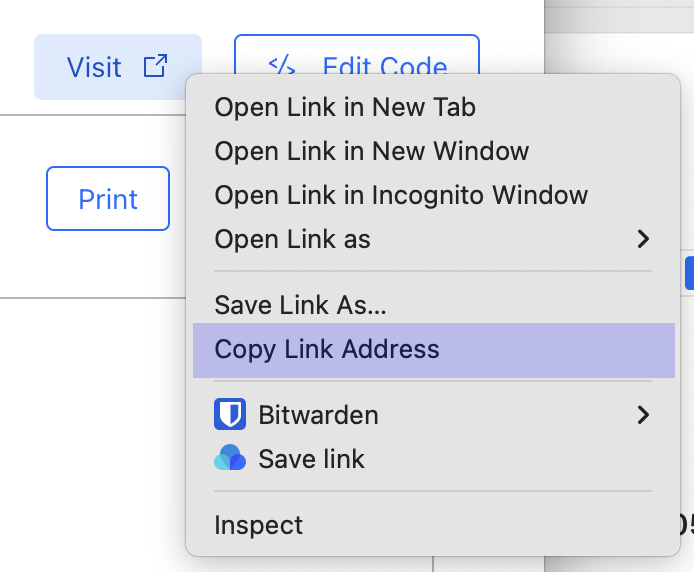 Visit
</> Edit Code
Print
Open Link in New Tab
Open Link in New Window
Open Link in Incognito Window
Open Link as
Save Link As...
Copy Link Address
Bitwarden
Save link
Inspect